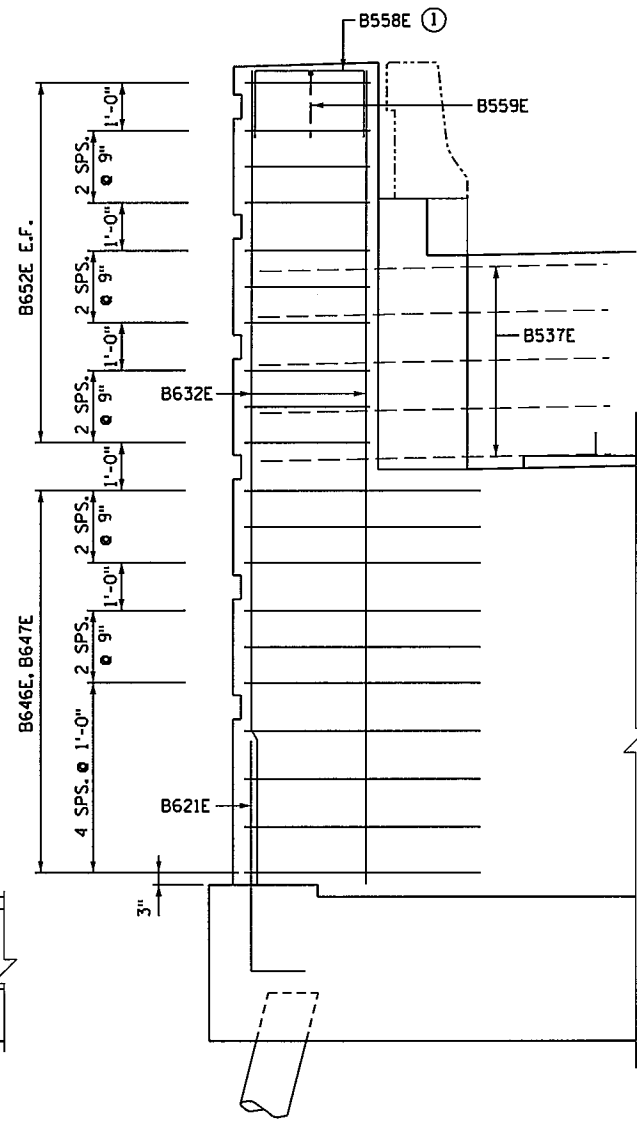 B558E ①
B559E
1'-0"
2 SPS.
@ 9"
1'-0"
B652E E.F.
2 SPS.
@ 9"
B537E
1'-0"
2 SPS.
@ 9"
B632E
1'-0"
2 SPS.
@ 9"
1'-0"
B646E, B647E
2 SPS.
@ 9"
4 SPS. @ 1'-0"
B621E
3"